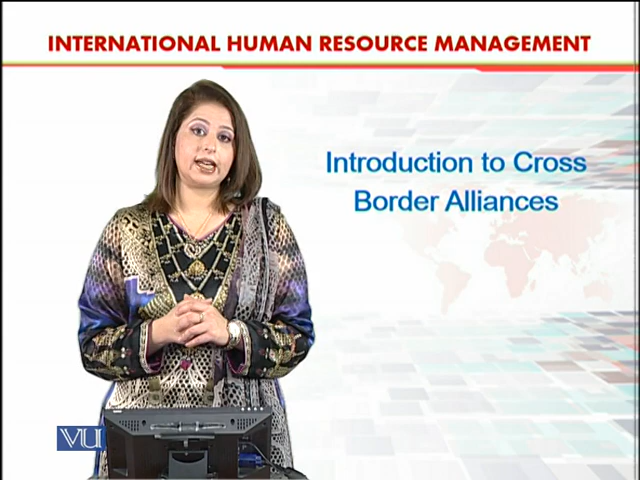 INTERNATIONAL HUMAN RESOURCE MANAGEMENT
Introduction to Cross
Border Alliances
VU